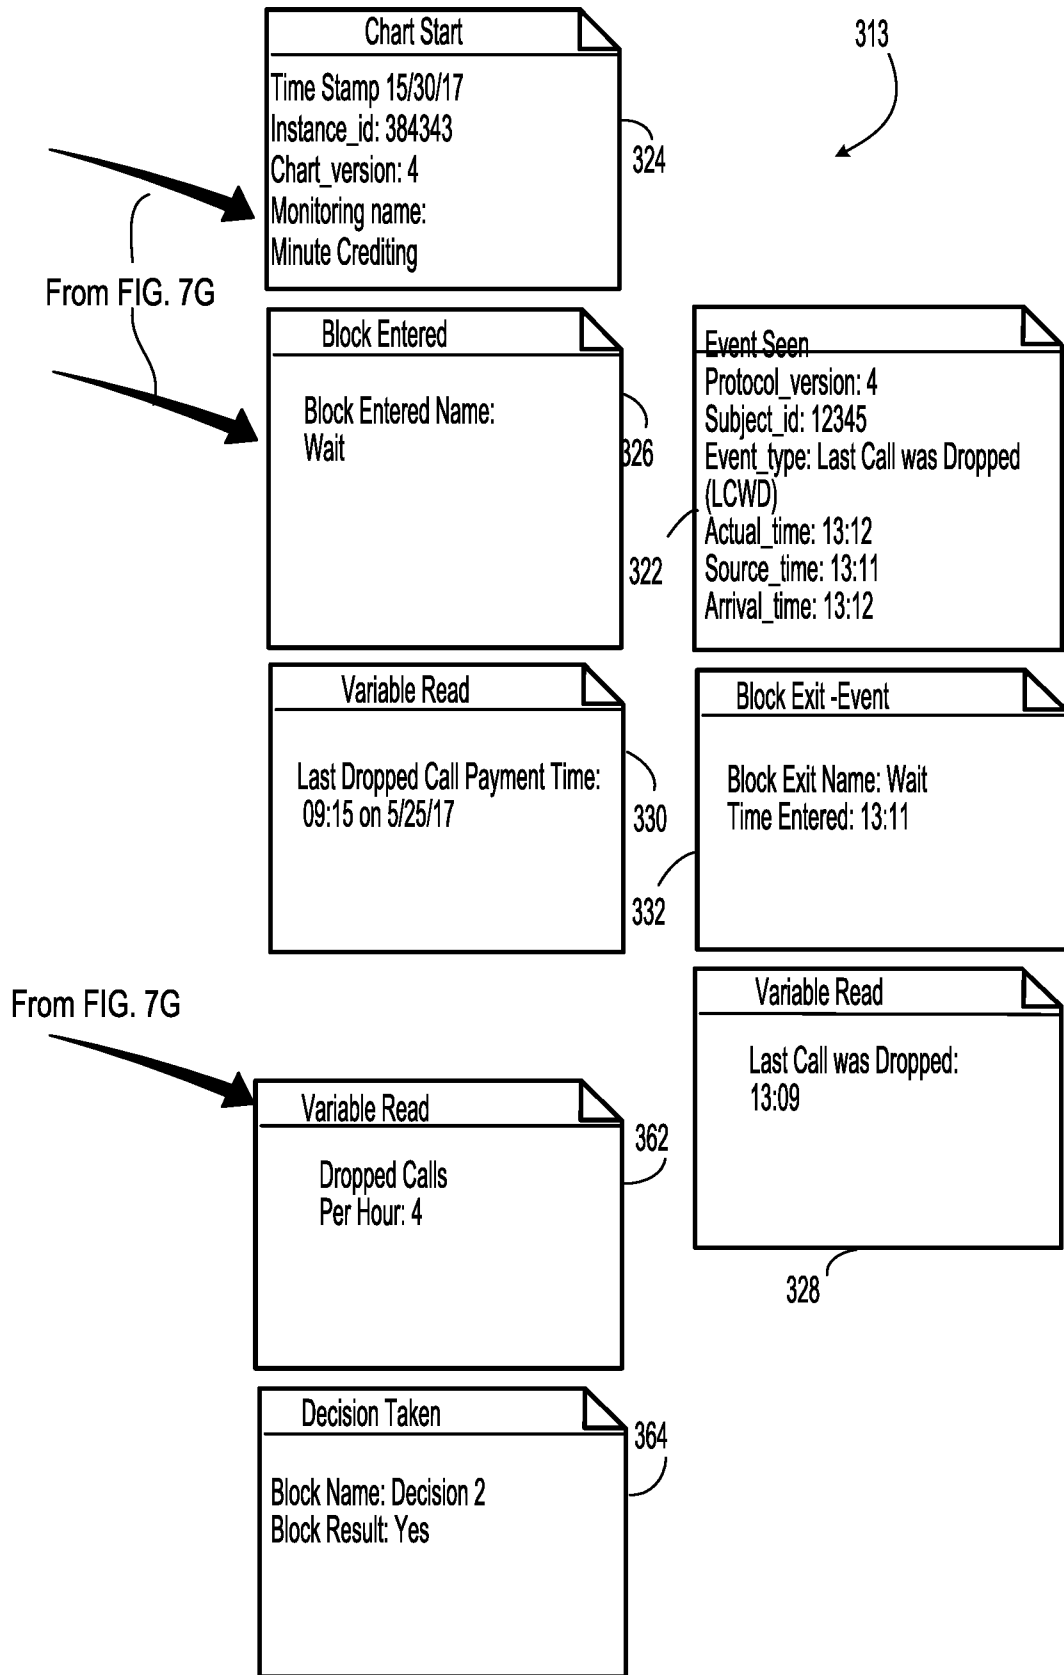 Chart Start
313
Time Stamp 15/30/17
Instance_id: 384343
324
Chart_version: 4
Monitoring name:
Minute Crediting
From FIG. 7G
Block Entered
Block Entered Name:
Wait
326
Event Seen
Protocol_version: 4
Subject_id: 12345
Event_type: Last Call was Dropped
(LCWD)
Actual_time: 13:12
Source_time: 13:11
Arrival_time: 13:12
322
Variable Read
Last Dropped Call Payment Time:
09:15 on 5/25/17
330
Block Exit -Event
Block Exit Name: Wait
Time Entered: 13:11
332
From FIG. 7G
Variable Read
Last Call was Dropped:
13:09
328
Variable Read
362
Dropped Calls
Per Hour: 4
Decision Taken
364
Block Name: Decision 2
Block Result: Yes